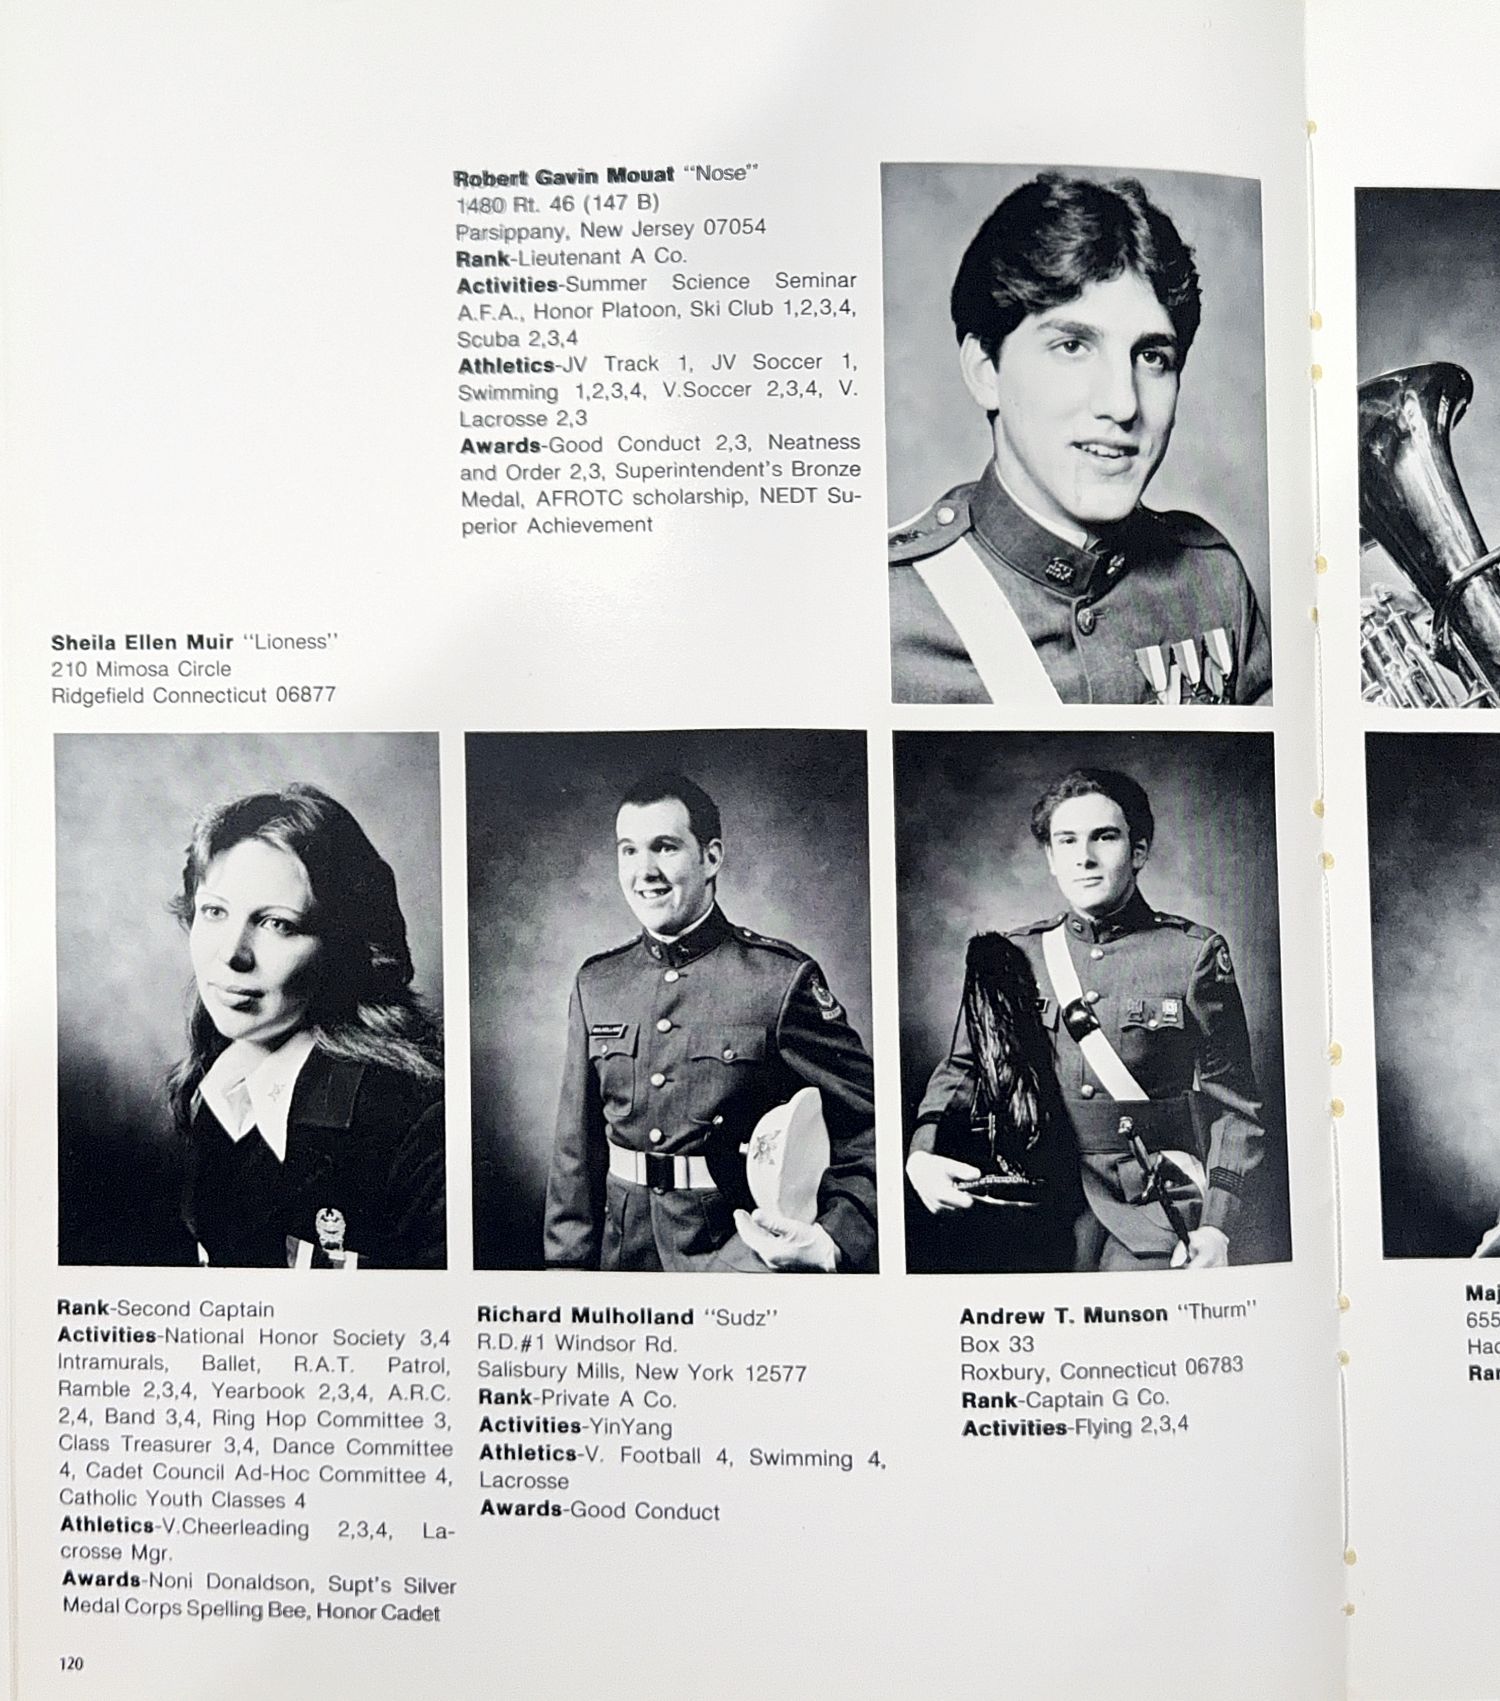 Robert Gavin Mouat "Nose"
1480 Rt. 46 (147 B)
Parsippany, New Jersey 07054
Rank-Lieutenant A Co.
Activities-Summer Science Seminar
A.F.A., Honor Platoon, Ski Club 1,2,3,4,
Scuba 2,3,4
Athletics-JV Track 1, JV Soccer 1,
Swimming 1,2,3,4, V.Soccer 2,3,4, V.
Lacrosse 2,3
Awards-Good Conduct 2,3, Neatness
and Order 2,3, Superintendent's Bronze
Medal, AFROTC scholarship, NEDT Su-
perior Achievement
Sheila Ellen Muir "Lioness"
210 Mimosa Circle
Ridgefield Connecticut 06877
Rank-Second Captain
Activities-National Honor Society 3,4
Intramurals, Ballet, R.A.T. Patrol,
Ramble 2,3,4, Yearbook 2,3,4, A.R.C.
2,4, Band 3,4, Ring Hop Committee 3,
Class Treasurer 3,4, Dance Committee
4, Cadet Council Ad-Hoc Committee 4,
Catholic Youth Classes 4
Athletics-V.Cheerleading 2,3,4, La-
crosse Mgr.
Awards-Noni Donaldson, Supt's Silver
Medal Corps Spelling Bee, Honor Cadet
Richard Mulholland "Sudz"
R.D.#1 Windsor Rd.
Salisbury Mills, New York 12577
Rank-Private A Co.
Activities-YinYang
Athletics-V. Football 4, Swimming 4,
Lacrosse
Awards-Good Conduct
Andrew T. Munson "Thurm"
Box 33
Roxbury, Connecticut 06783
Rank-Captain G Co.
Activities-Flying 2,3,4
Maj
655
Hac
Ran
120